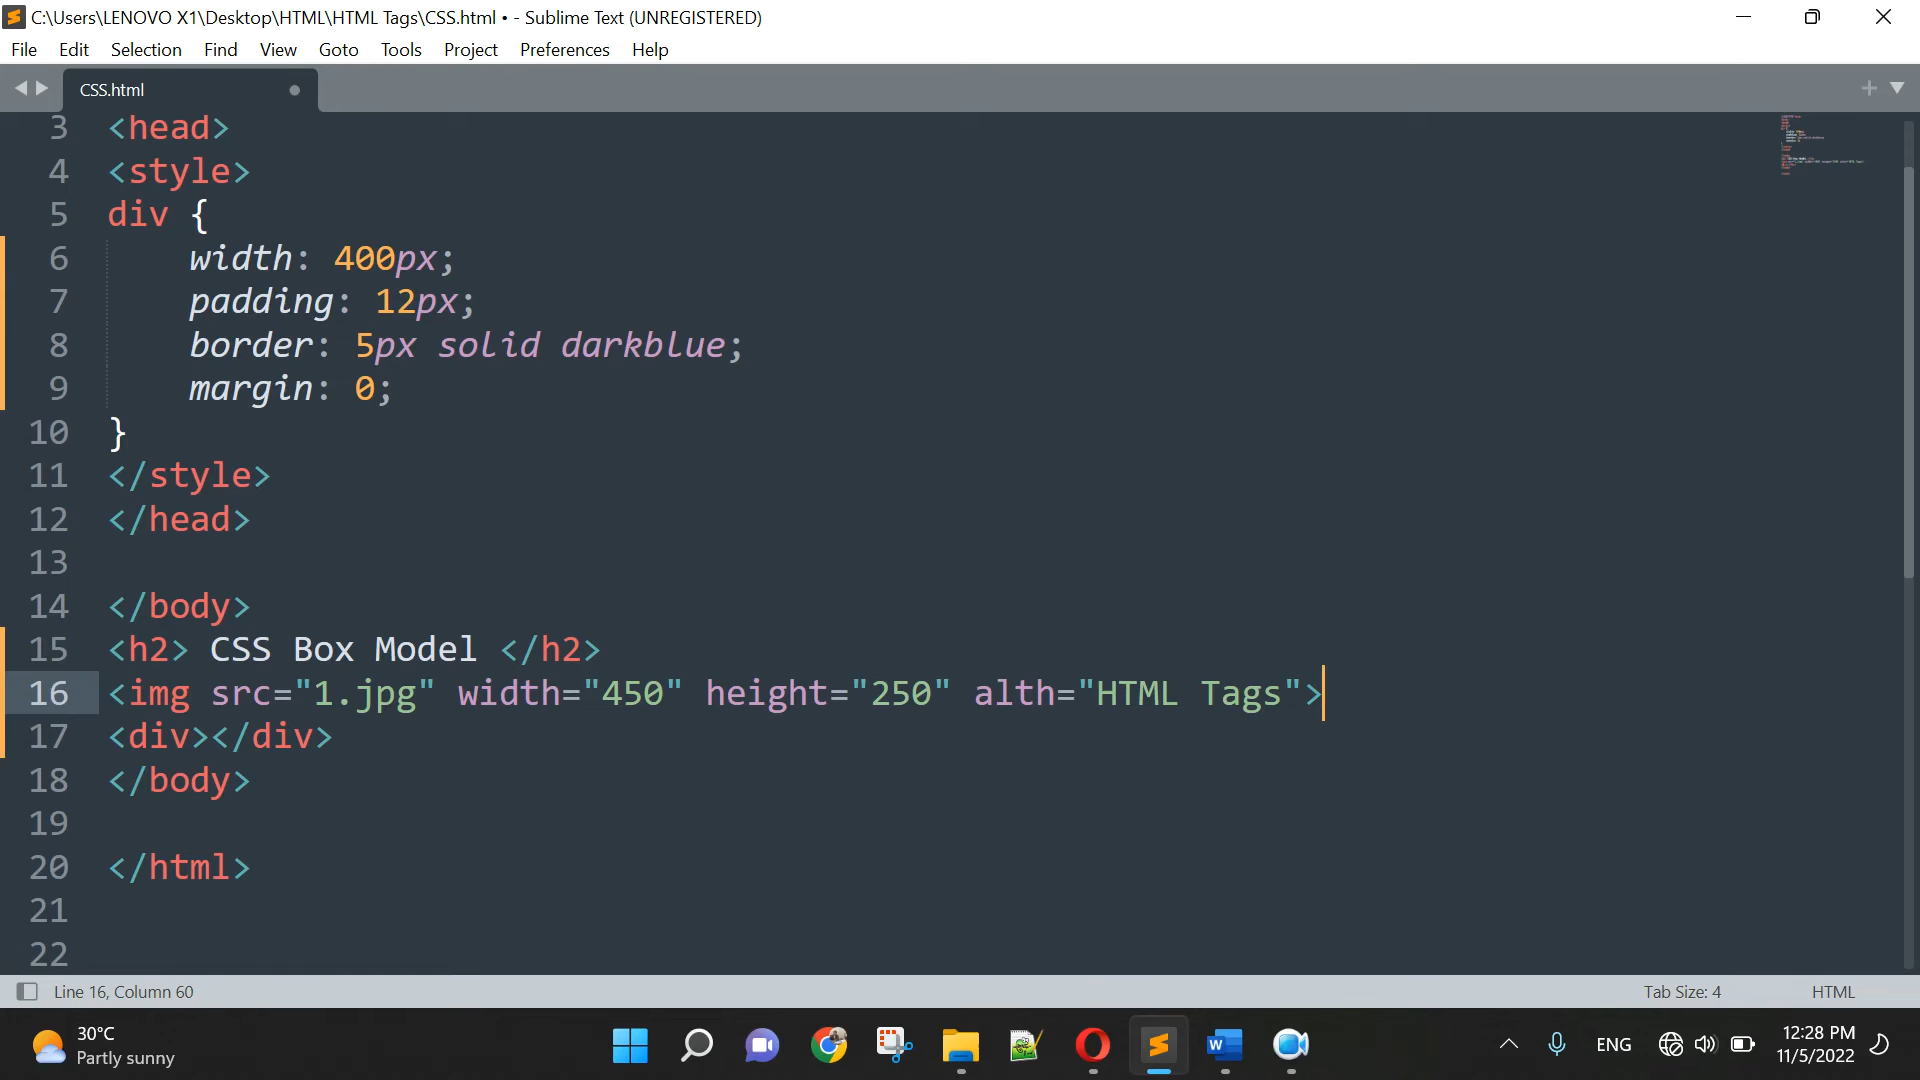 C:\Users\LENOVO X1\Desktop\HTML\HTML Tags\CSS.html • - Sublime Text (UNREGISTERED)
File Edit Selection Find View Goto Tools Project Preferences Help
CSS.html
3 <head>
4 <style>
5 div {
6 width: 400px;
7 padding: 12px;
8 border: 5px solid darkblue;
9 margin: 0;
10 }
11 </style>
12 </head>
13
14 </body>
15 <h2> CSS Box Model </h2>
16 <img src="1.jpg" width="450" height="250" alth="HTML Tags">
17 <div></div>
18 </body>
19
20 </html>
21
22
Line 16, Column 60 Tab Size: 4 HTML
30°C
Partly sunny
ENG
12:28 PM
11/5/2022